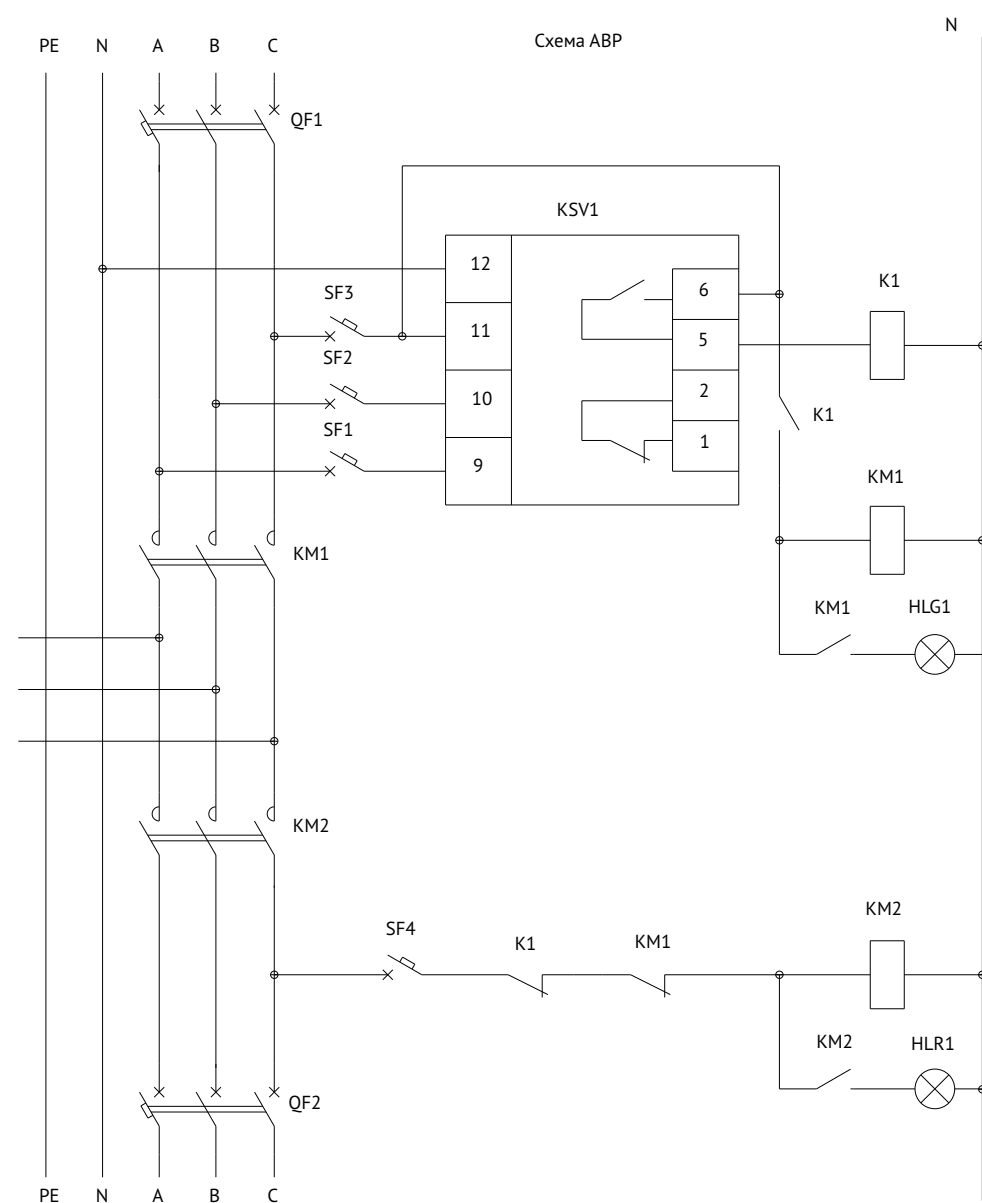 N
Схема АВР
PE N A B C
QF1
KSV1
12
6
K1
SF3
11
5
SF2
10
2
K1
SF1
9
1
KM1
KM1
KM1 HLG1
KM2
KM2
SF4
K1 KM1
KM2 HLR1
QF2
PE N A B C